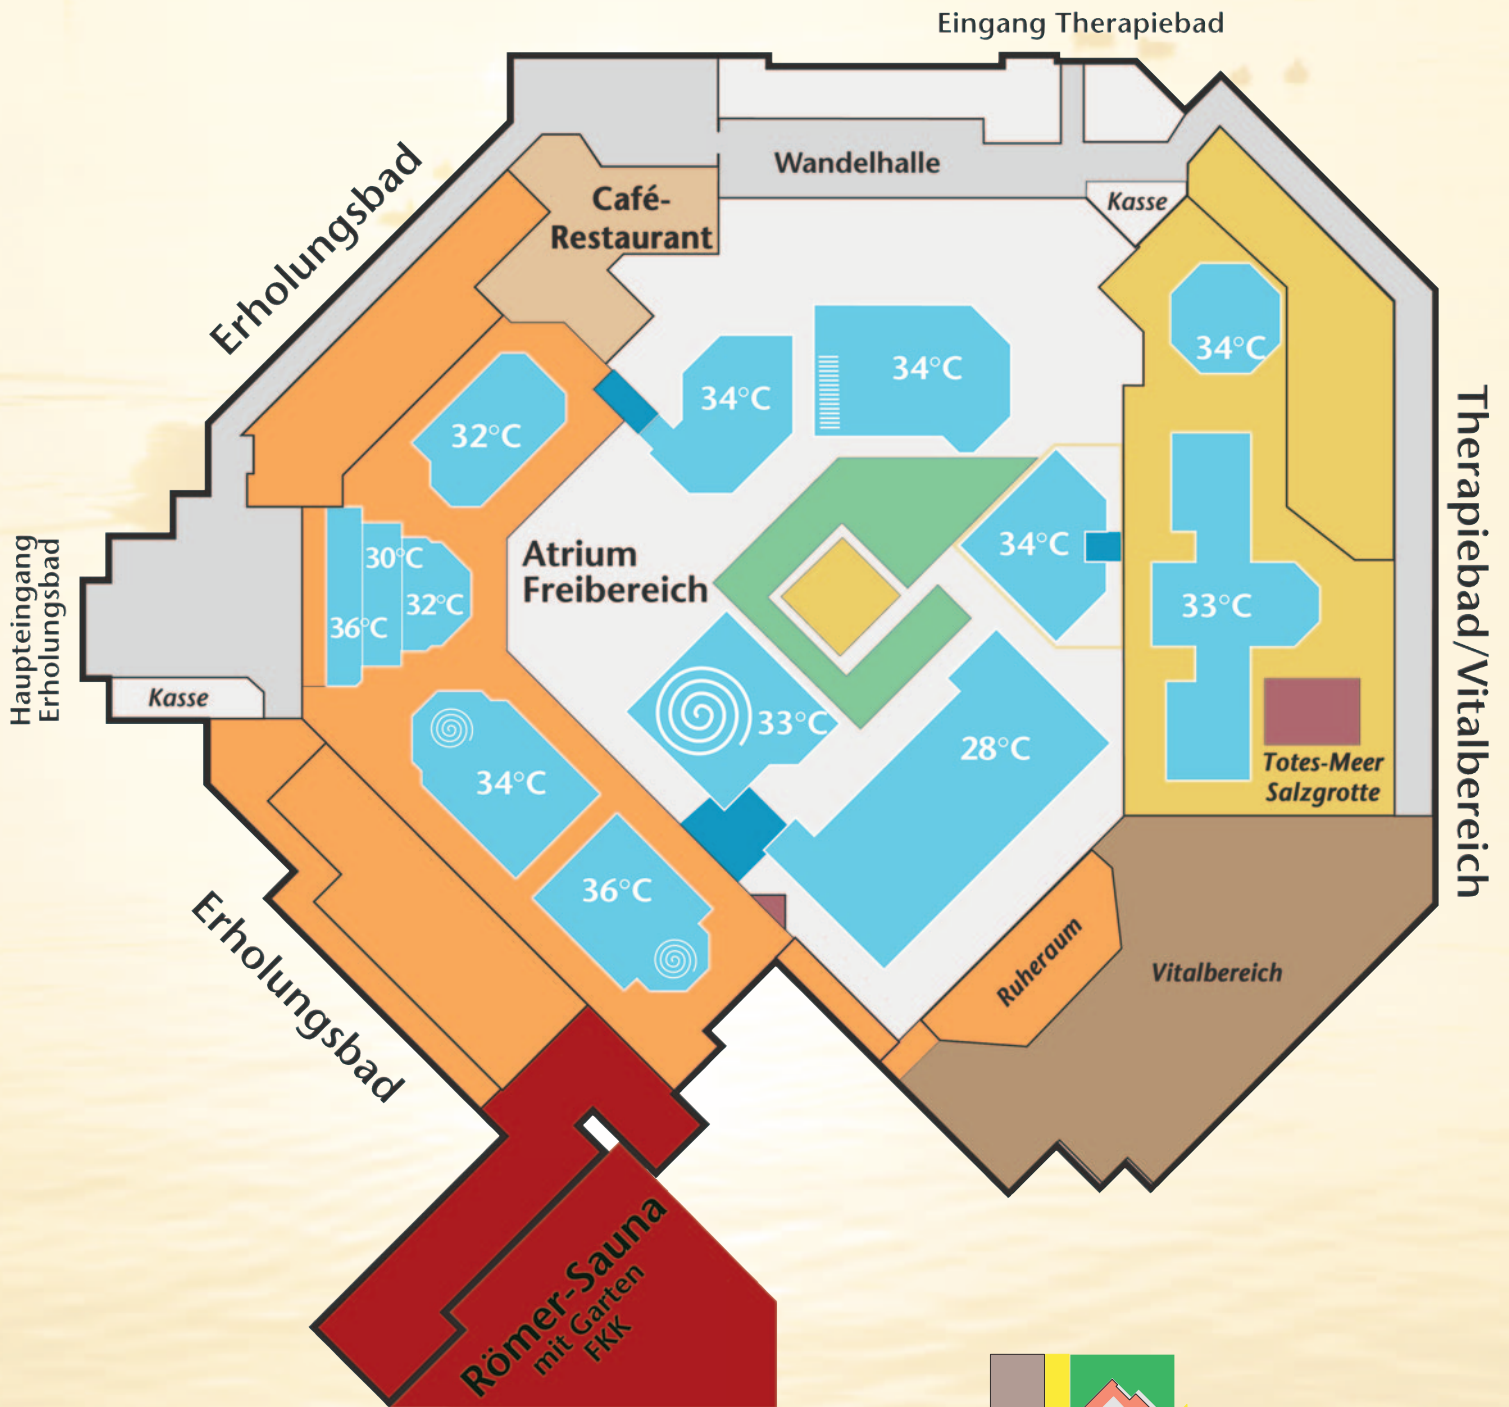 Eingang Therapiebad
Wandelhalle
Kasse
Café-
Restaurant
Erholungsbad
34°C
34°C
34°C
32°C
Atrium
Freibereich
34°C
30°C
32°C
36°C
33°C
Therapiebad/Vitalbereich
Haupteingang
Erholungsbad
Kasse
33°C
28°C
34°C
Totes-Meer
Salzgrotte
36°C
Ruheraum
Vitalbereich
Erholungsbad
Römer-Sauna
mit Garten
FKK